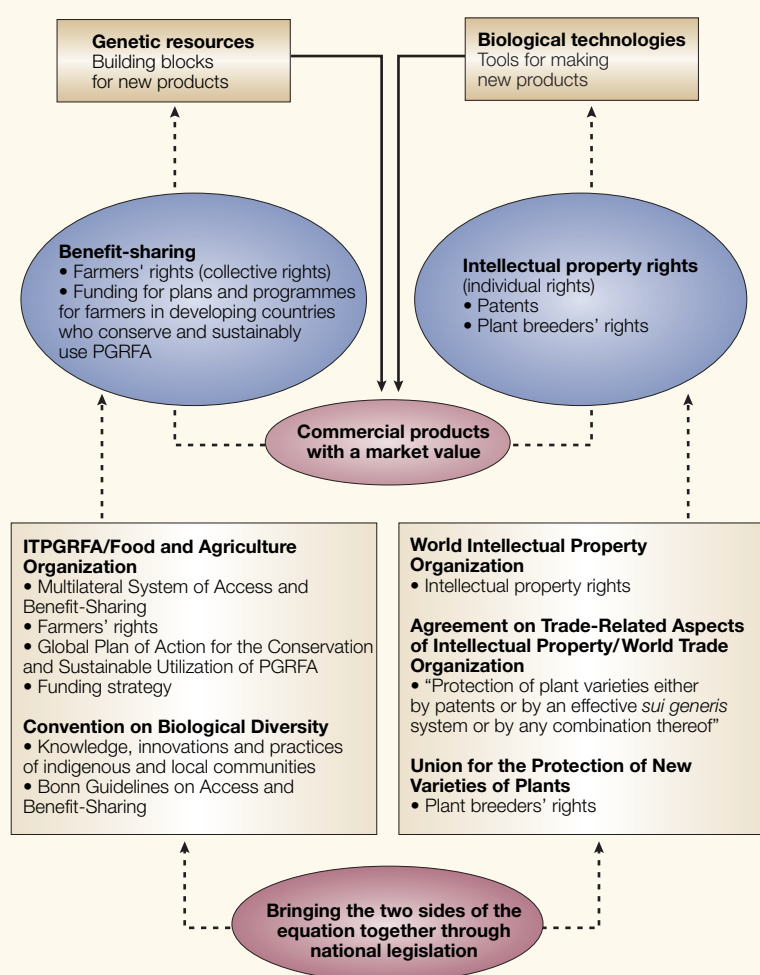 Genetic resources
Building blocks
for new products
Biological technologies
Tools for making
new products
Benefit-sharing
• Farmers' rights (collective rights)
• Funding for plans and programmes
for farmers in developing countries
who conserve and sustainably
use PGRFA
Intellectual property rights
(individual rights)
• Patents
• Plant breeders’ rights
Commercial products
with a market value
ITPGRFA/Food and Agriculture
Organization
• Multilateral System of Access and
Benefit-Sharing
• Farmers’ rights
• Global Plan of Action for the Conservation
and Sustainable Utilization of PGRFA
• Funding strategy
Convention on Biological Diversity
• Knowledge, innovations and practices
of indigenous and local communities
• Bonn Guidelines on Access and
Benefit-Sharing
World Intellectual Property
Organization
• Intellectual property rights
Agreement on Trade-Related Aspects
of Intellectual Property/World Trade
Organization
• “Protection of plant varieties either
by patents or by an effective sui generis
system or by any combination thereof”
Union for the Protection of New
Varieties of Plants
• Plant breeders’ rights
Bringing the two sides of the
equation together through
national legislation